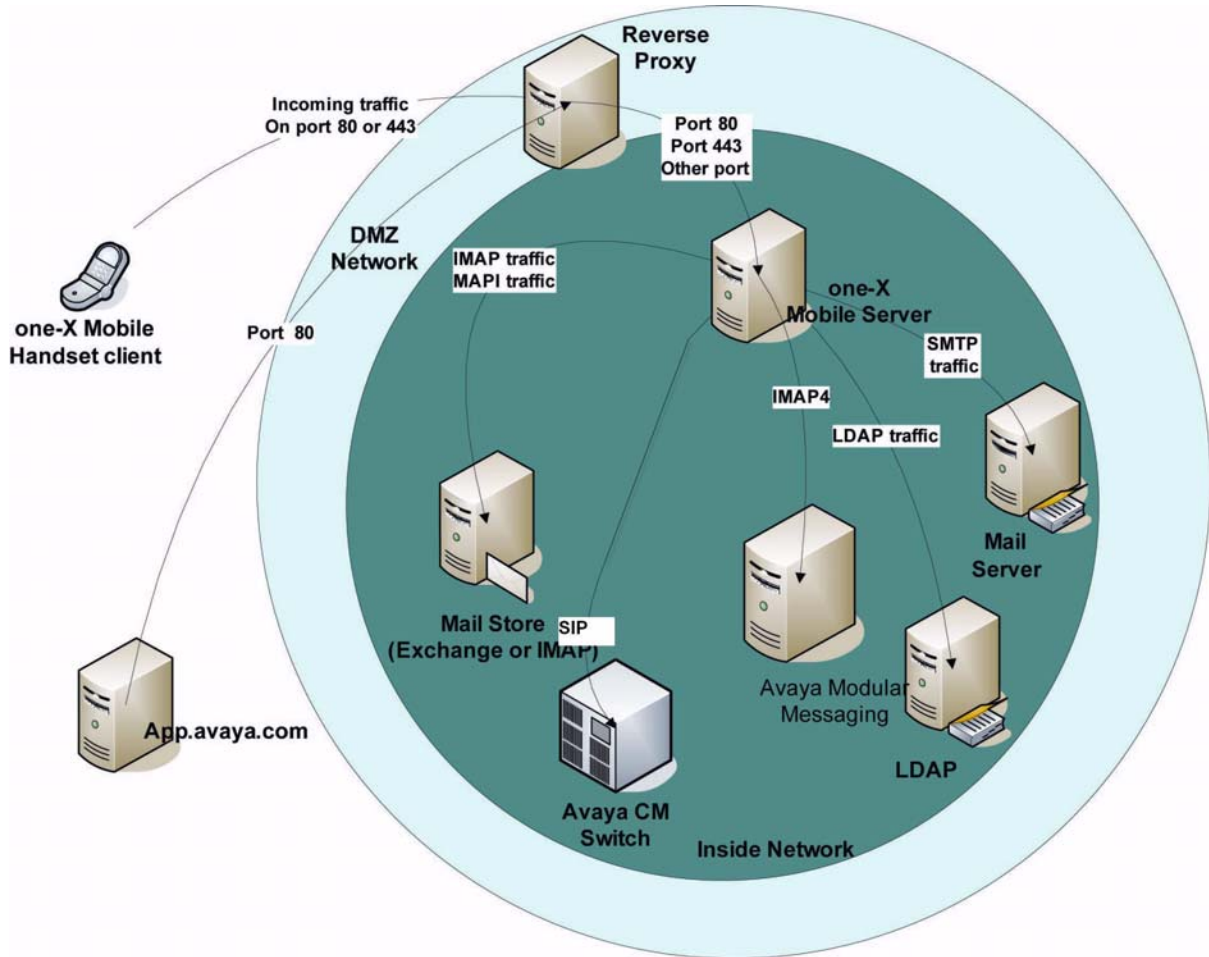 Reverse
Proxy
Incoming traffic
On port 80 or 443
Port 80
Port 443
Other port
DMZ
Network
IMAP traffic
MAPI traffic
one-X
Mobile Server
one-X Mobile
Handset client
Port 80
SMTP
traffic
IMAP4
LDAP traffic
Mail
Server
Mail Store
(Exchange or IMAP)
SIP
Avaya Modular
Messaging
App.avaya.com
LDAP
Avaya CM
Switch
Inside Network